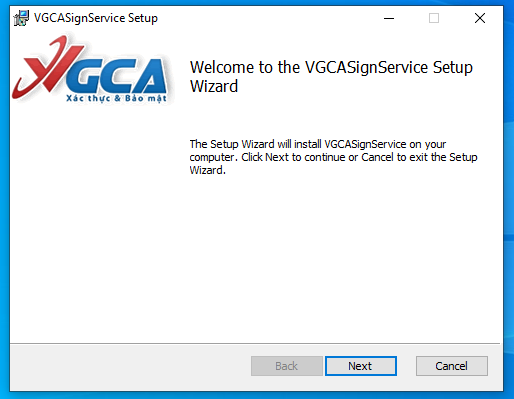 VGCASignService Setup
VGCA
Xác thực & Bảo mật
Welcome to the VGCASignService Setup
Wizard
The Setup Wizard will install VGCASignService on your
computer. Click Next to continue or Cancel to exit the Setup
Wizard.
Back
Next
Cancel